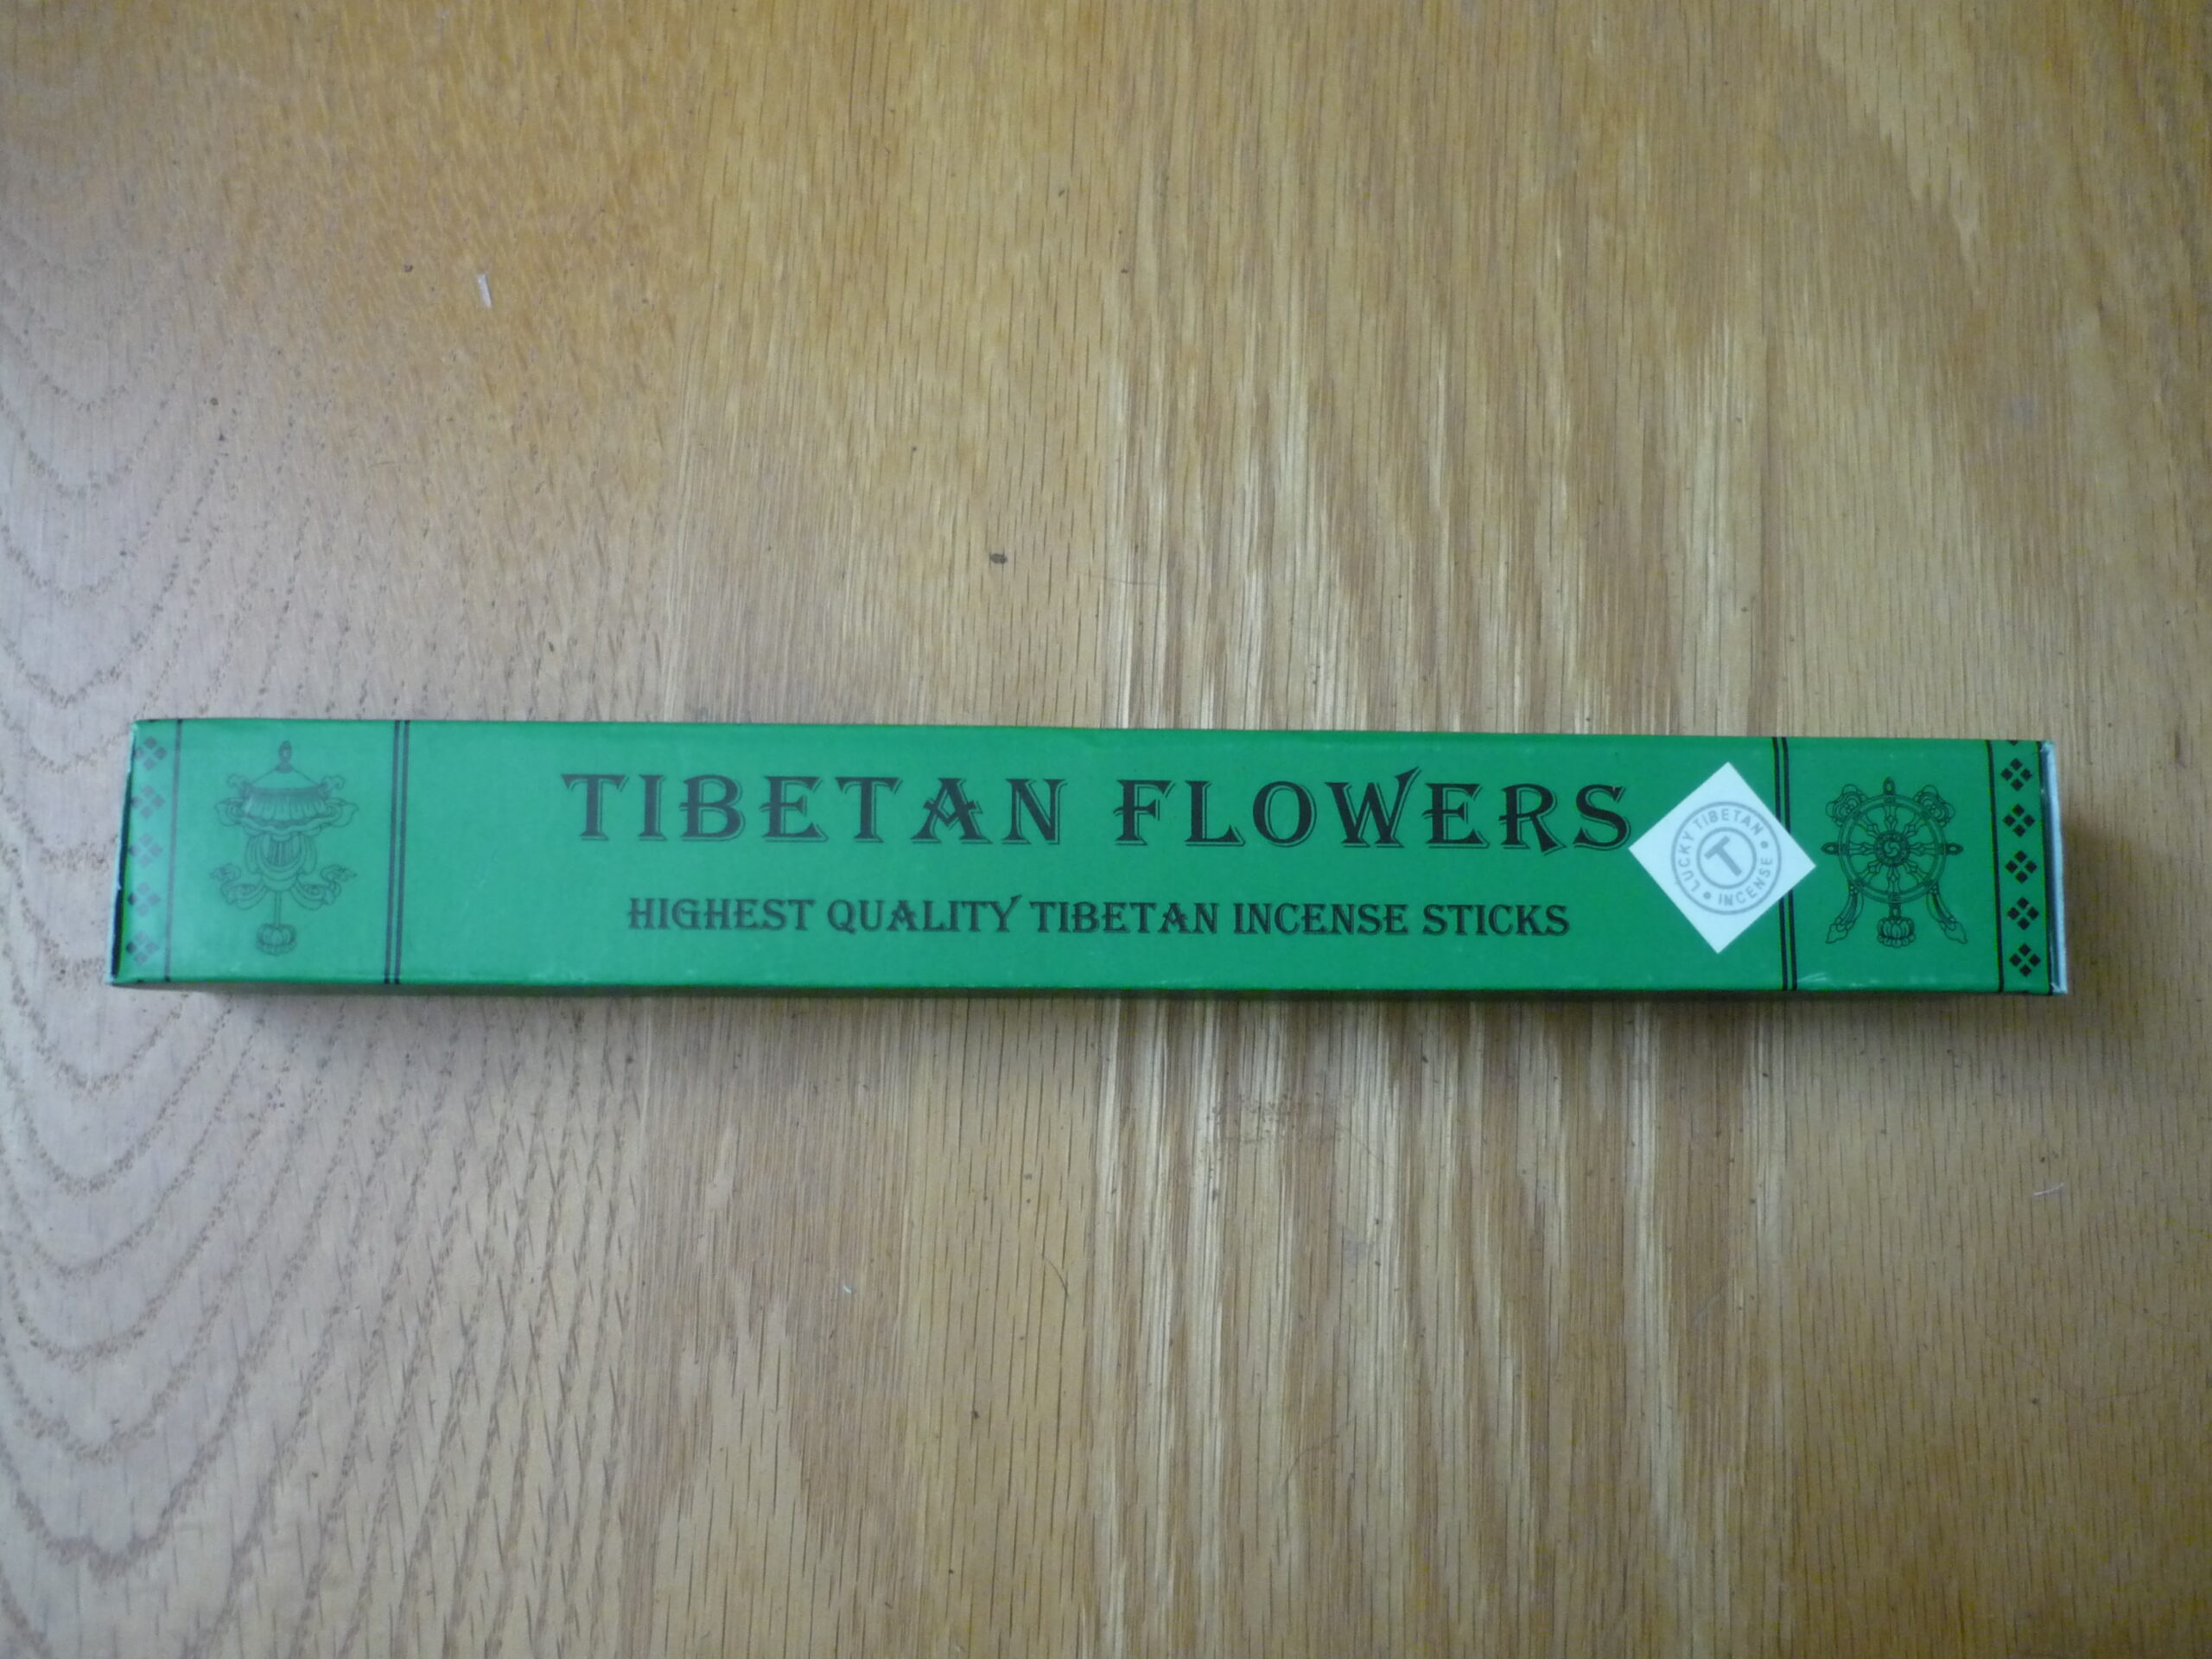 TIBETAN FLOWERS
HIGHEST QUALITY TIBETAN INCENSE STICKS
LUCKY TIBETAN
T
INCENSE